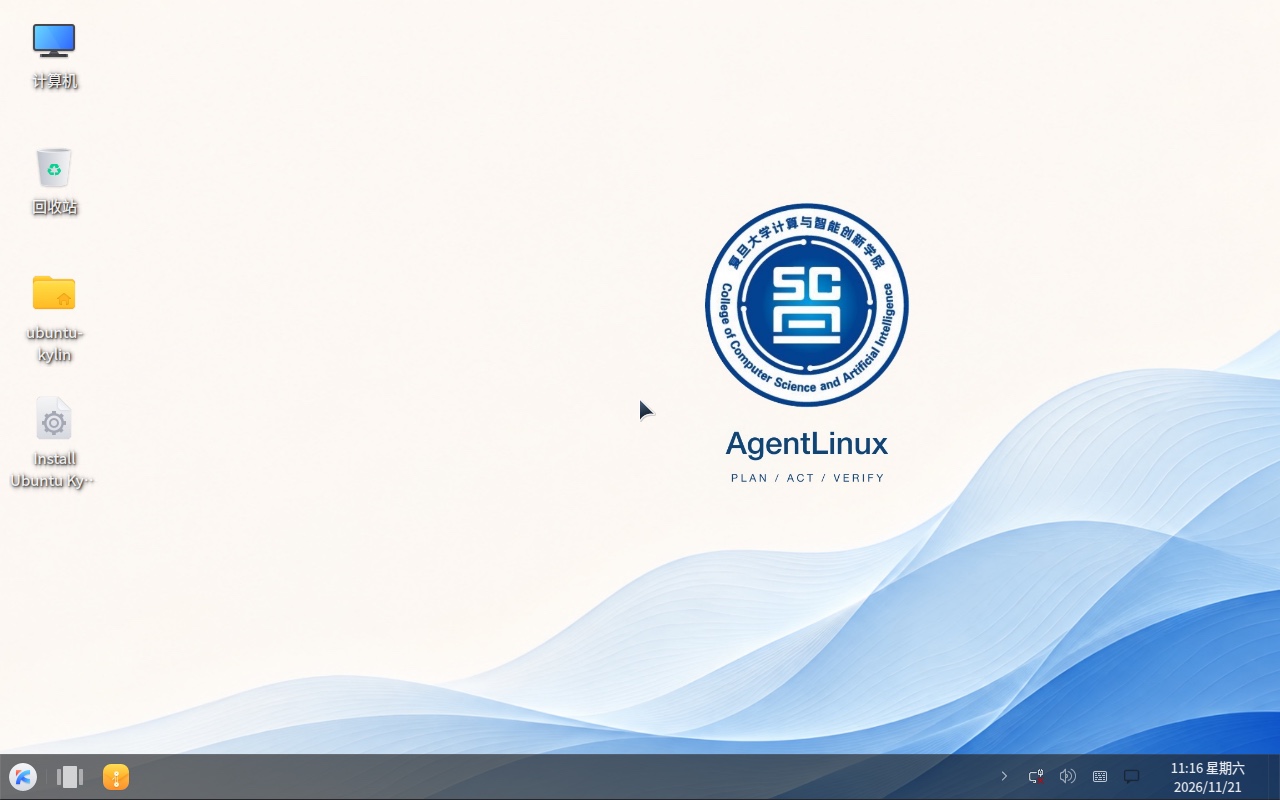 计算机
回收站
ubuntu-
kylin
Install
Ubuntu Ky…
复旦大学计算与智能创新学院
SC
College of Computer Science and Artificial Intelligence
AgentLinux
PLAN / ACT / VERIFY
11:16 星期六
2026/11/21